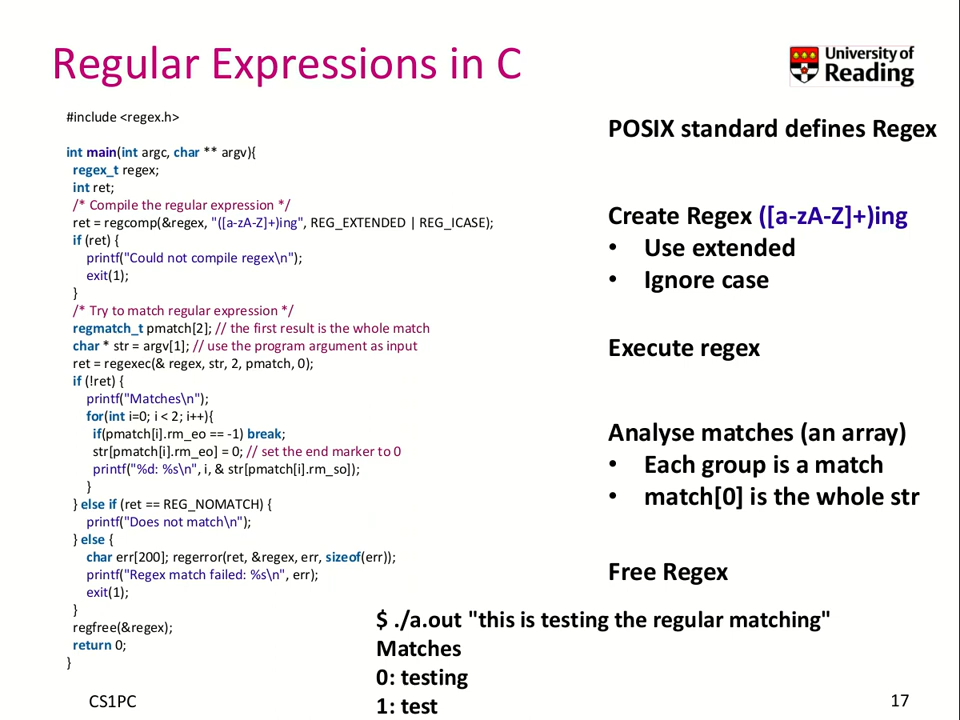 Regular Expressions in C
University of
Reading
#include <regex.h>
int main(int argc, char ** argv){
regex_t regex;
int ret;
/* Compile the regular expression */
ret = regcomp(&regex, "([a-zA-Z]+)ing", REG_EXTENDED | REG_ICASE);
if (ret) {
printf("Could not compile regex\n");
exit(1);
}
/* Try to match regular expression */
regmatch_t pmatch[2]; // the first result is the whole match
char * str = argv[1]; // use the program argument as input
ret = regexec(& regex, str, 2, pmatch, 0);
if (!ret) {
printf("Matches\n");
for(int i=0; i < 2; i++){
if(pmatch[i].rm_eo == -1) break;
str[pmatch[i].rm_eo] = 0; // set the end marker to 0
printf("%d: %s\n", i, & str[pmatch[i].rm_so]);
}
} else if (ret == REG_NOMATCH) {
printf("Does not match\n");
} else {
char err[200]; regerror(ret, &regex, err, sizeof(err));
printf("Regex match failed: %s\n", err);
exit(1);
}
regfree(&regex);
return 0;
}
POSIX standard defines Regex
Create Regex ([a-zA-Z]+)ing
• Use extended
• Ignore case
Execute regex
Analyse matches (an array)
• Each group is a match
• match[0] is the whole str
Free Regex
$ ./a.out "this is testing the regular matching"
Matches
0: testing
1: test
CS1PC
17